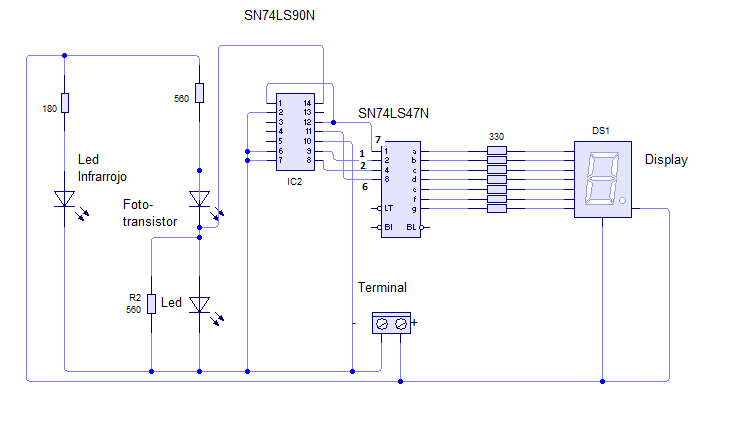 SN74LS90N
180
560
1 14
2 13
3 12
4 11
5 10
6 9
7 8
IC2
SN74LS47N
7
1
2
6
1 a
2 b
4 c
8 d
e
f
LT g
BI BL
330
DS1
Display
Led
Infrarrojo
Foto-
transistor
R2
560
Led
Terminal
- +